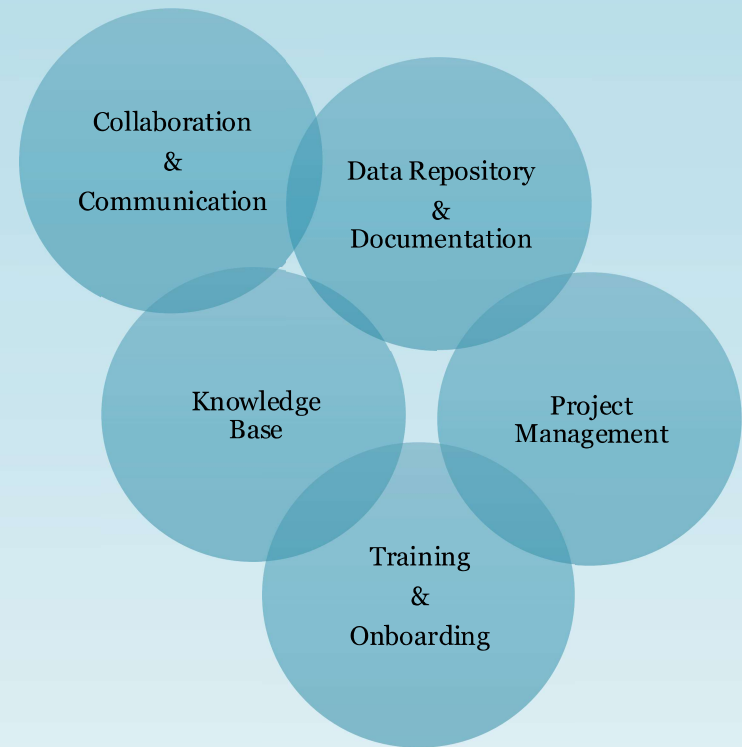 Collaboration
&
Communication
Data Repository
&
Documentation
Knowledge
Base
Project
Management
Training
&
Onboarding